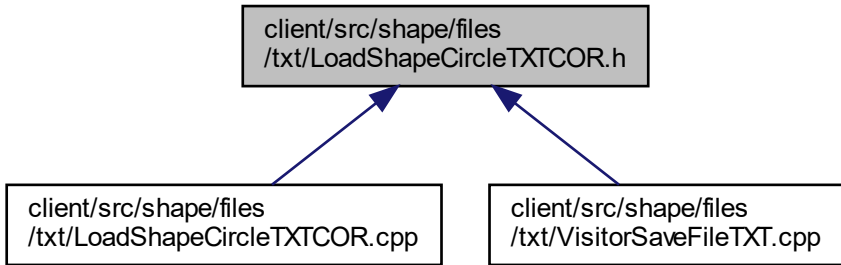 client/src/shape/files
/txt/LoadShapeCircleTXTCOR.h
client/src/shape/files
/txt/LoadShapeCircleTXTCOR.cpp
client/src/shape/files
/txt/VisitorSaveFileTXT.cpp